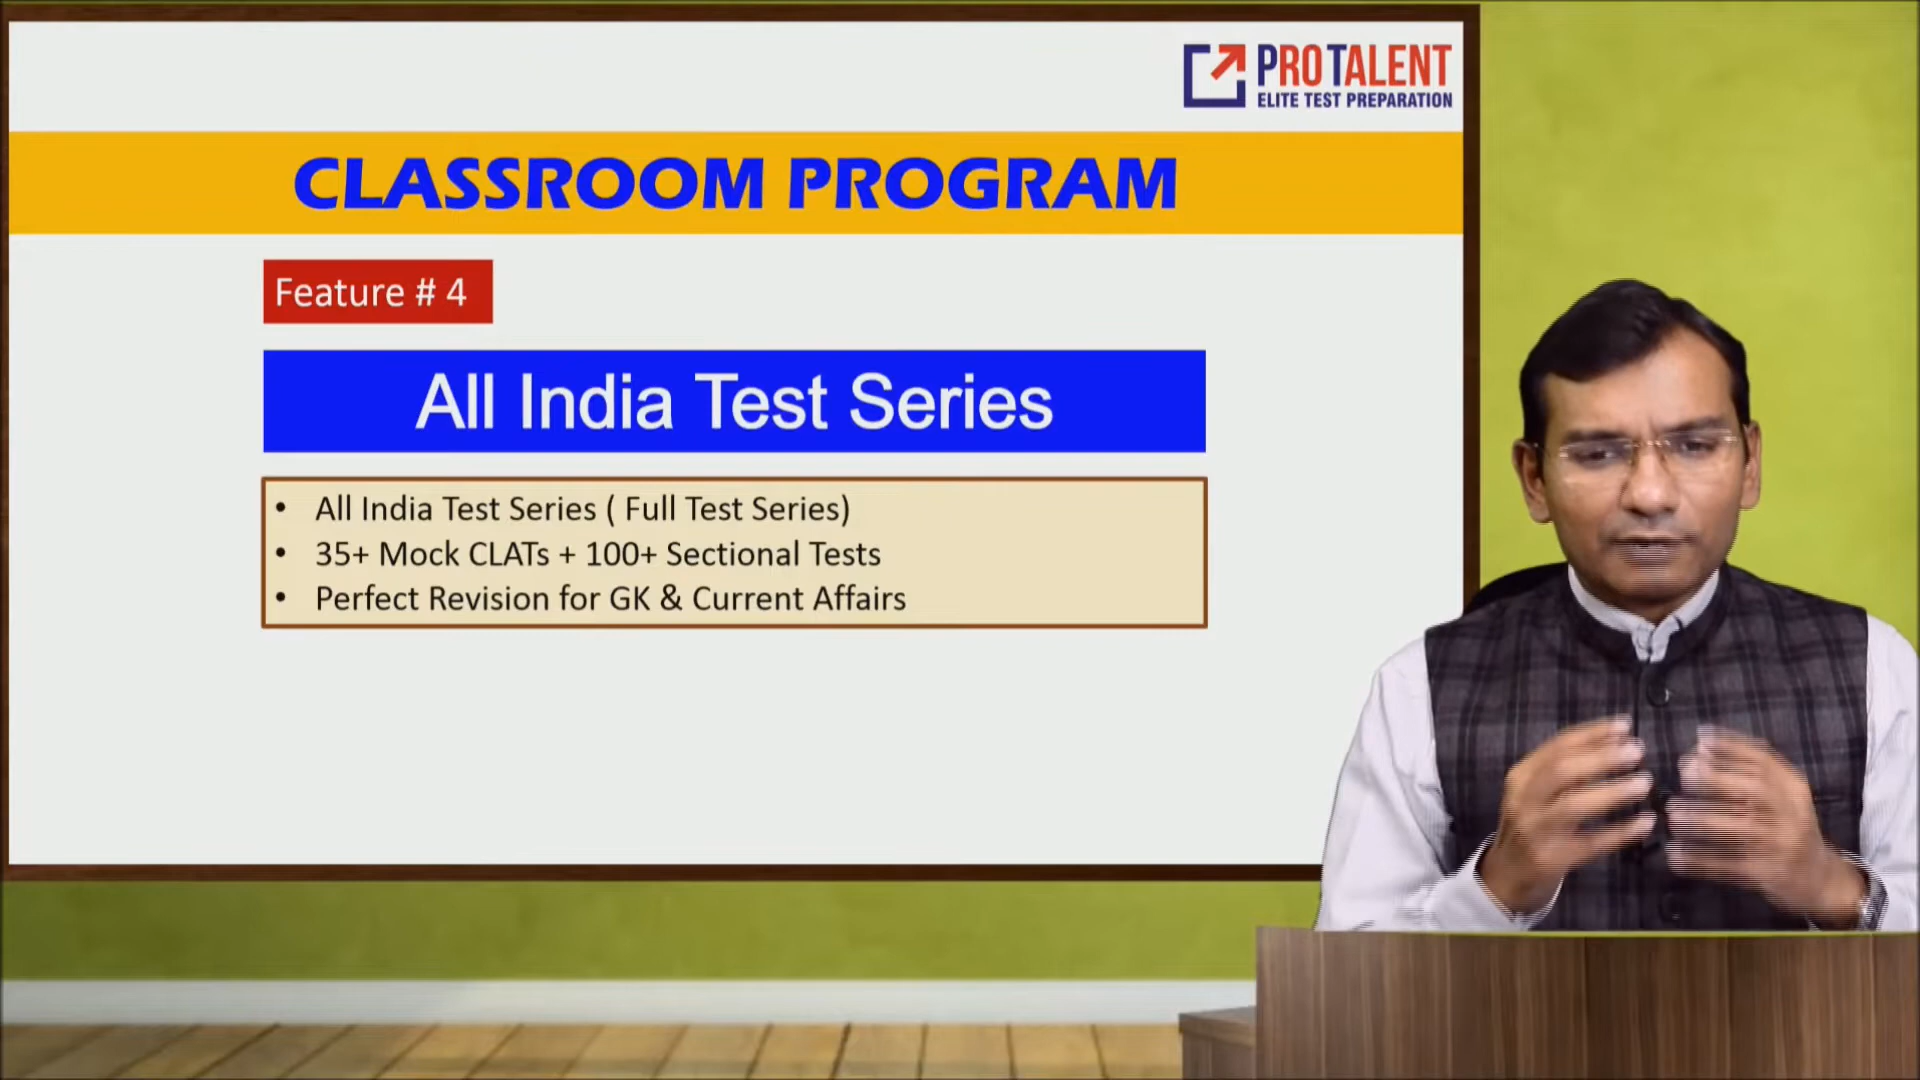 PROTALENT
ELITE TEST PREPARATION
CLASSROOM PROGRAM
Feature # 4
All India Test Series
• All India Test Series ( Full Test Series)
• 35+ Mock CLATs + 100+ Sectional Tests
• Perfect Revision for GK & Current Affairs